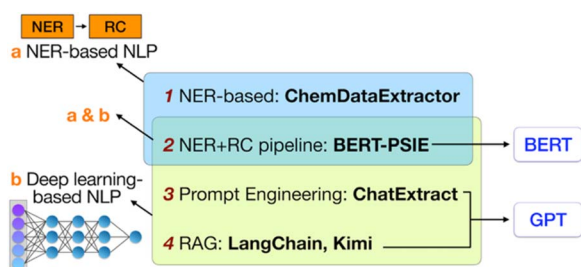 NER → RC
a NER-based NLP
1 NER-based: ChemDataExtractor
a & b
2 NER+RC pipeline: BERT-PSIE
BERT
b Deep learning-
based NLP
3 Prompt Engineering: ChatExtract
GPT
4 RAG: LangChain, Kimi